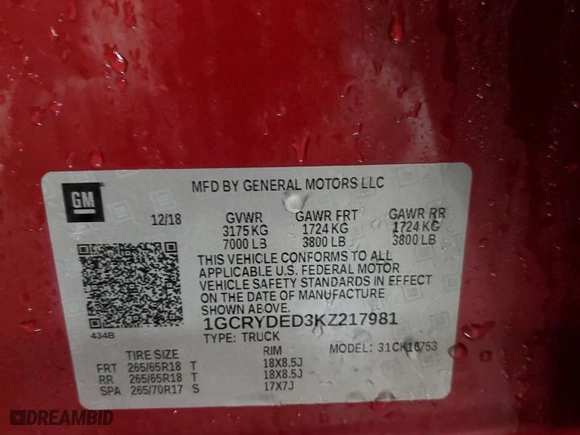 GM
MFD BY GENERAL MOTORS LLC
12/18 GVWR GAWR FRT GAWR RR
3175 KG 1724 KG 1724 KG
7000 LB 3800 LB 3800 LB
THIS VEHICLE CONFORMS TO ALL
APPLICABLE U.S. FEDERAL MOTOR
VEHICLE SAFETY STANDARDS IN EFFECT
ON THE DATE OF MANUFACTURE
SHOWN ABOVE.
1GCRYDED3KZ217981
434B
TYPE: TRUCK
MODEL: 31CK18753
TIRE SIZE RIM
FRT 265/65R18 T 18X8.5J
RR 265/65R18 T 18X8.5J
SPA 265/70R17 S 17X7J
DREAMBID